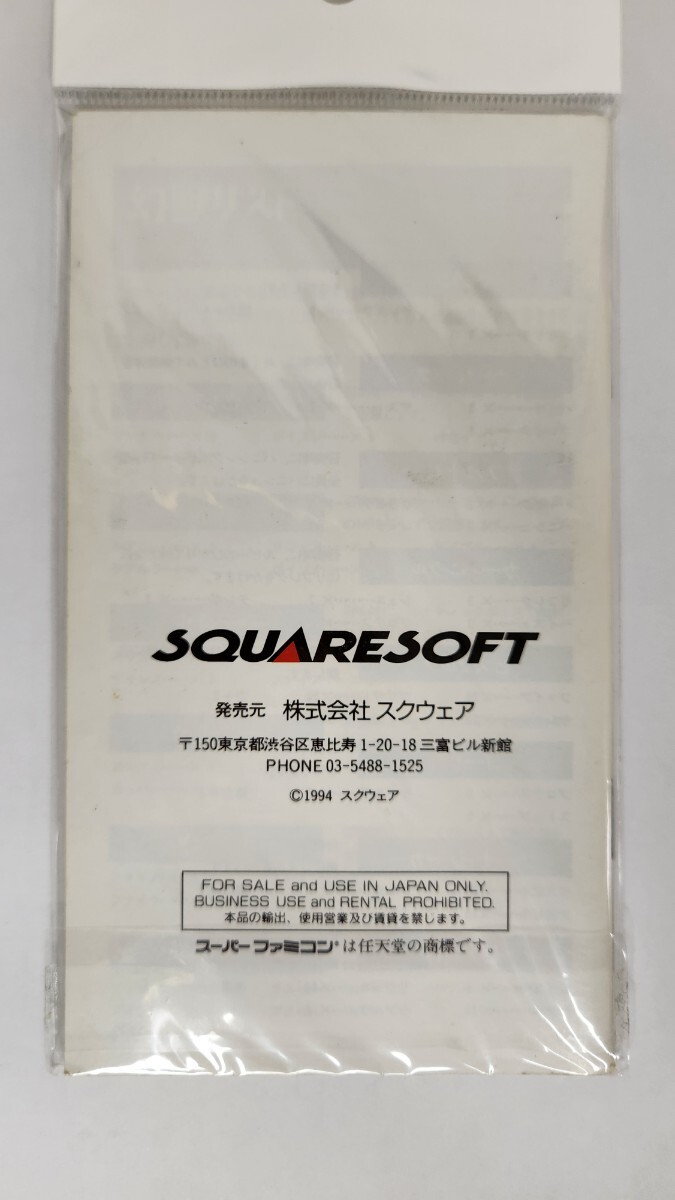 SQUARESOFT
発売元 株式会社 スクウェア
〒150東京都渋谷区恵比寿 1-20-18 三富ビル新館
PHONE 03-5488-1525
©1994 スクウェア
FOR SALE and USE IN JAPAN ONLY.
BUSINESS USE and RENTAL PROHIBITED.
本品の輸出、使用営業及び賃貸を禁じます。
スーパーファミコン®は任天堂の商標です。